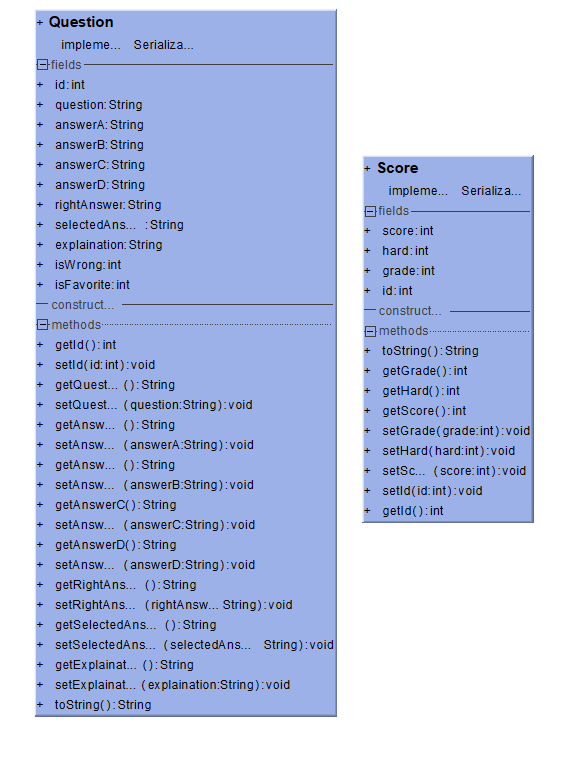 + Question
impleme... Serializa...
fields
+ id:int
+ question:String
+ answerA:String
+ answerB:String
+ answerC:String
+ answerD:String
+ rightAnswer:String
+ selectedAns... :String
+ explaination:String
+ isWrong:int
+ isFavorite:int
construct...
methods
+ getId():int
+ setId(id:int):void
+ getQuest... ():String
+ setQuest... (question:String):void
+ getAnsw... ():String
+ setAnsw... (answerA:String):void
+ getAnsw... ():String
+ setAnsw... (answerB:String):void
+ getAnswerC():String
+ setAnsw... (answerC:String):void
+ getAnswerD():String
+ setAnsw... (answerD:String):void
+ getRightAns... ():String
+ setRightAns... (rightAnsw... String):void
+ getSelectedAns... ():String
+ setSelectedAns... (selectedAns... String):void
+ getExplainat... ():String
+ setExplainat... (explaination:String):void
+ toString():String
+ Score
impleme... Serializa...
fields
+ score:int
+ hard:int
+ grade:int
+ id:int
construct...
methods
+ toString():String
+ getGrade():int
+ getHard():int
+ getScore():int
+ setGrade(grade:int):void
+ setHard(hard:int):void
+ setSc... (score:int):void
+ setId(id:int):void
+ getId():int